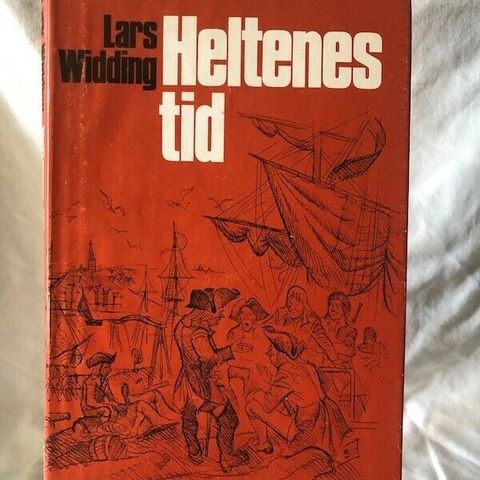 Lars
Widding
Heltenes
tid